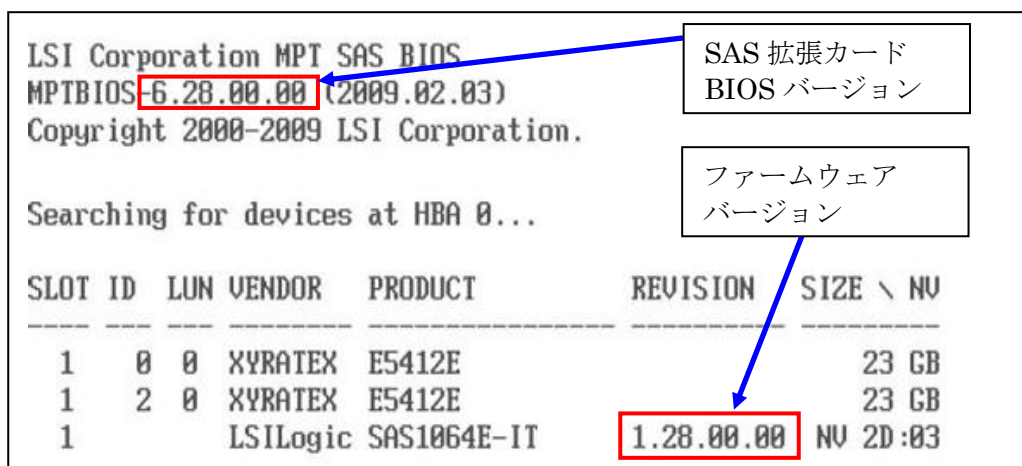 LSI Corporation MPT SAS BIOS
MPTBIOS-6.28.00.00 (2009.02.03)
Copyright 2000-2009 LSI Corporation.
SAS 拡張カード
BIOS バージョン
ファームウェア
バージョン
Searching for devices at HBA 0...
SLOT ID LUN VENDOR PRODUCT REVISION SIZE \ NV
---- --- --- -------- ---------------- ---------- ---------
1 0 0 XYRATEX E5412E 23 GB
1 2 0 XYRATEX E5412E 23 GB
1 LSILogic SAS1064E-IT 1.28.00.00 NV 2D:03